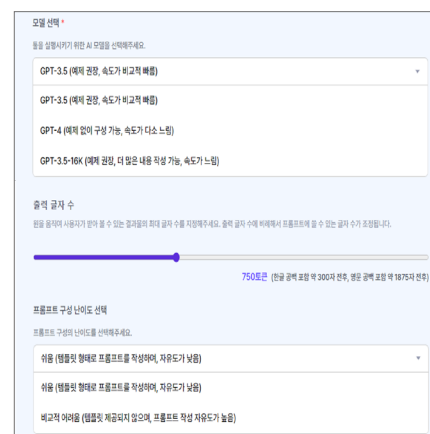 모델 선택 *
툴을 실행시키기 위한 AI 모델을 선택해주세요.
GPT-3.5 (예제 권장, 속도가 비교적 빠름)
GPT-3.5 (예제 권장, 속도가 비교적 빠름)
GPT-4 (예제 없이 구성 가능, 속도가 다소 느림)
GPT-3.5-16K (예제 권장, 더 많은 내용 작성 가능, 속도가 느림)
출력 글자 수
원을 움직여 사용자가 받아 볼 수 있는 결과물의 최대 글자 수를 지정해주세요. 출력 글자 수에 비례해서 프롬프트에 쓸 수 있는 글자 수가 조정됩니다.
750토큰 (한글 공백 포함 약 300자 전후, 영문 공백 포함 약 1875자 전후)
프롬프트 구성 난이도 선택
프롬프트 구성의 난이도를 선택해주세요.
쉬움 (템플릿 형태로 프롬프트를 작성하며, 자유도가 낮음)
쉬움 (템플릿 형태로 프롬프트를 작성하며, 자유도가 낮음)
비교적 어려움 (템플릿 제공되지 않으며, 프롬프트 작성 자유도가 높음)